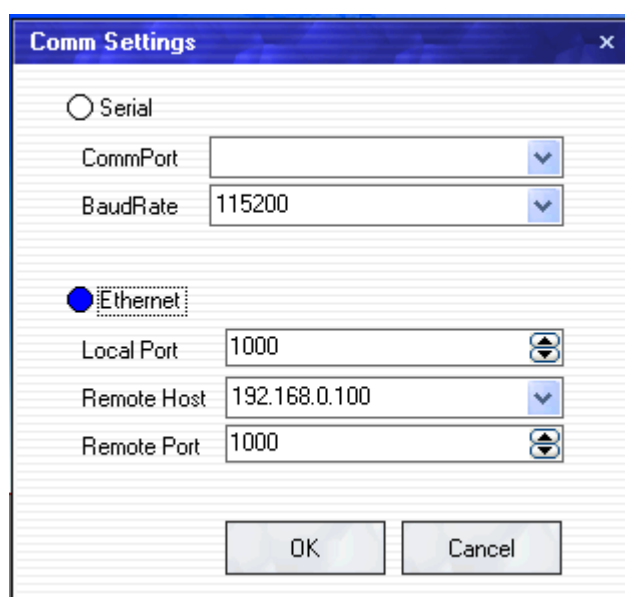 Comm Settings
Serial
CommPort
BaudRate 115200
Ethernet
Local Port 1000
Remote Host 192.168.0.100
Remote Port 1000
OK Cancel